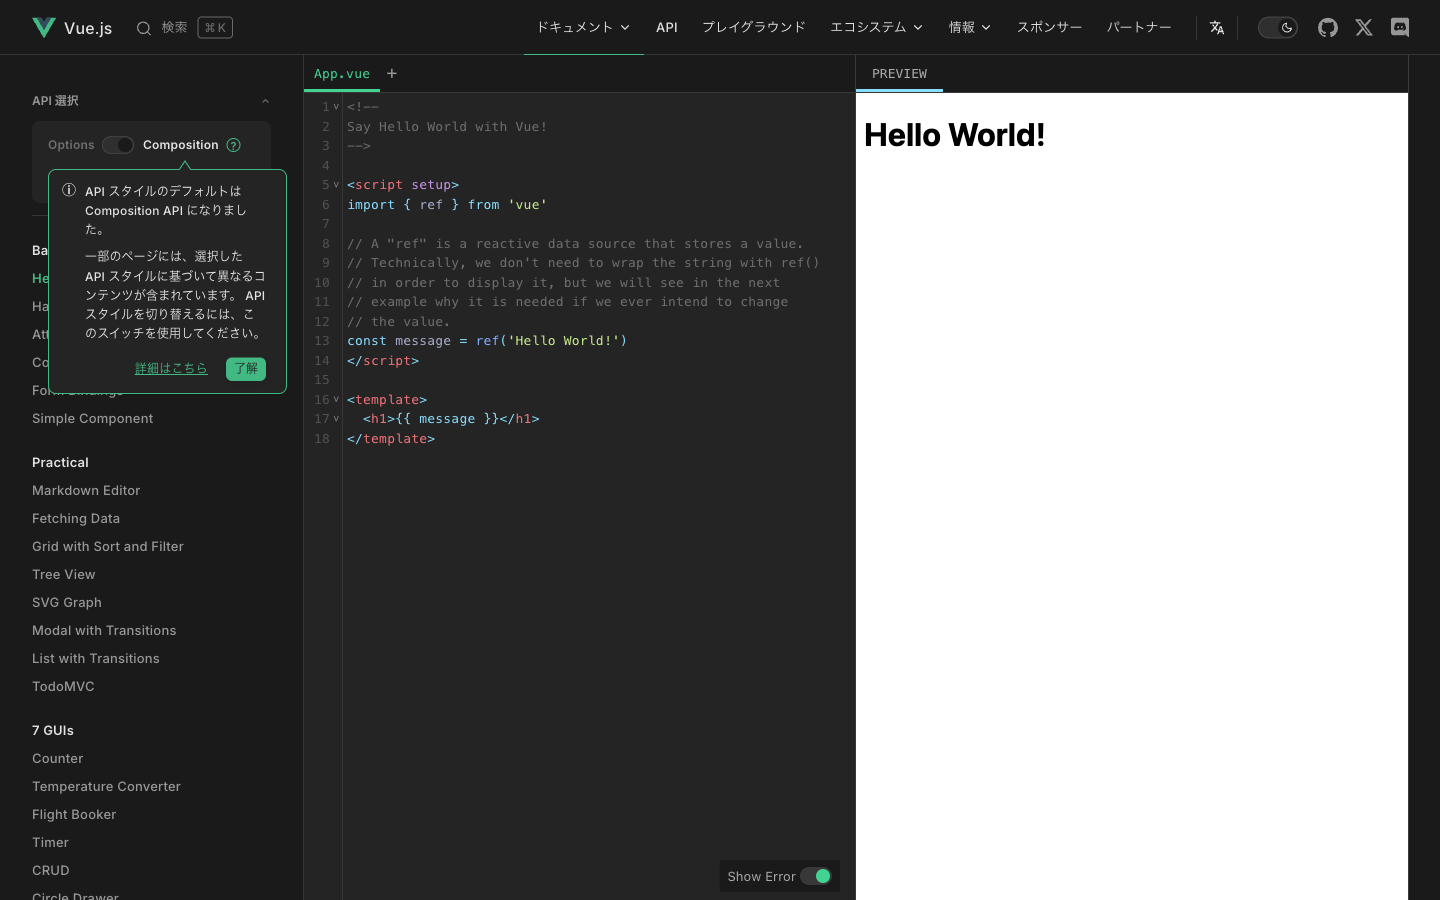 Vue.js
検索
⌘ K
ドキュメント
API
プレイグラウンド
エコシステム
情報
スポンサー
パートナー
API 選択
Options
Composition
?
API スタイルのデフォルトは
Composition API になりまし
た。
一部のページには、選択した
API スタイルに基づいて異なるコ
ンテンツが含まれています。 API
スタイルを切り替えるには、こ
のスイッチを使用してください。
詳細はこちら
了解
Ba
He
Ha
Att
Co
Form Bindings
Simple Component
Practical
Markdown Editor
Fetching Data
Grid with Sort and Filter
Tree View
SVG Graph
Modal with Transitions
List with Transitions
TodoMVC
7 GUIs
Counter
Temperature Converter
Flight Booker
Timer
CRUD
Circle Drawer
App.vue
+
1 <!--
2 Say Hello World with Vue!
3 -->
4
5 <script setup>
6 import { ref } from 'vue'
7
8 // A "ref" is a reactive data source that stores a value.
9 // Technically, we don't need to wrap the string with ref()
10 // in order to display it, but we will see in the next
11 // example why it is needed if we ever intend to change
12 // the value.
13 const message = ref('Hello World!')
14 </script>
15
16 <template>
17 <h1>{{ message }}</h1>
18 </template>
Show Error
PREVIEW
Hello World!